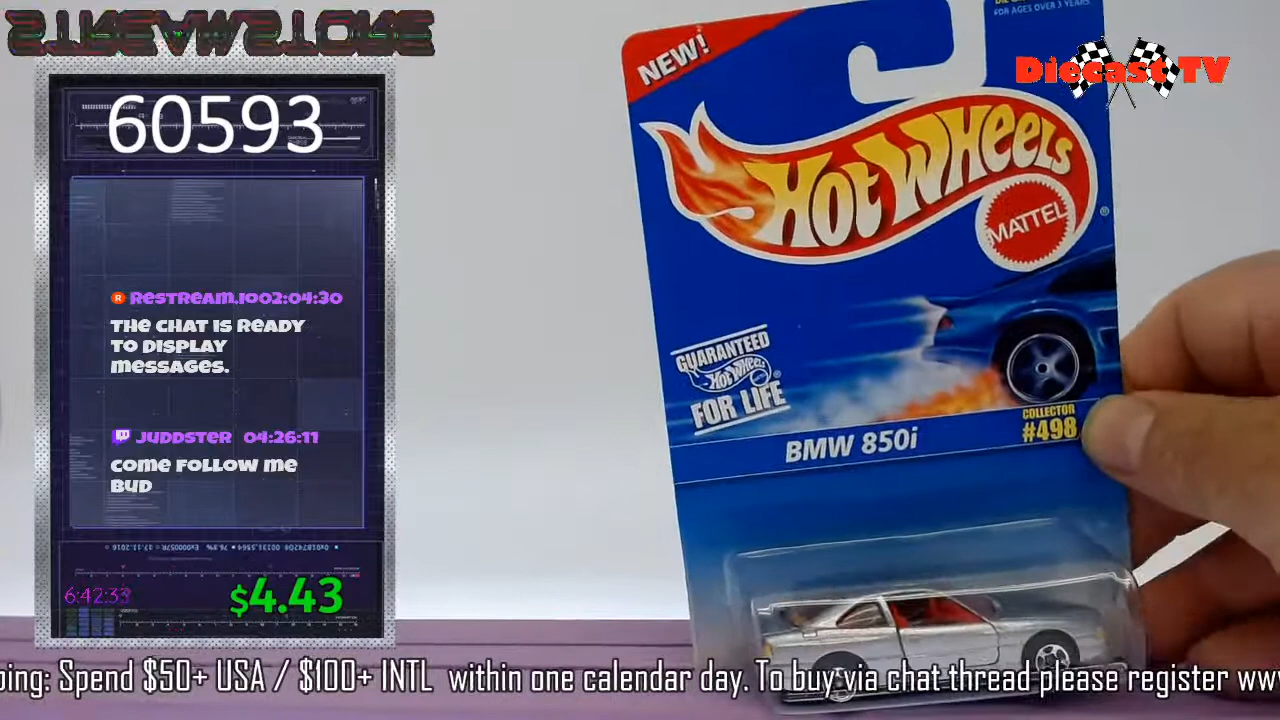 60593
RESTREAM.IO 02:04:30
THE CHAT IS READY
TO DISPLAY
MESSAGES.
JUDDSTER 04:26:11
COME FOLLOW ME
BUD
6:42:33
$4.43
NEW!
FOR AGES OVER 3 YEARS
Diecast TV
HOT WHEELS
MATTEL
®
GUARANTEED
HOT WHEELS
FOR LIFE
COLLECTOR
#498
BMW 850i
ping: Spend $50+ USA / $100+ INTL within one calendar day. To buy via chat thread please register www